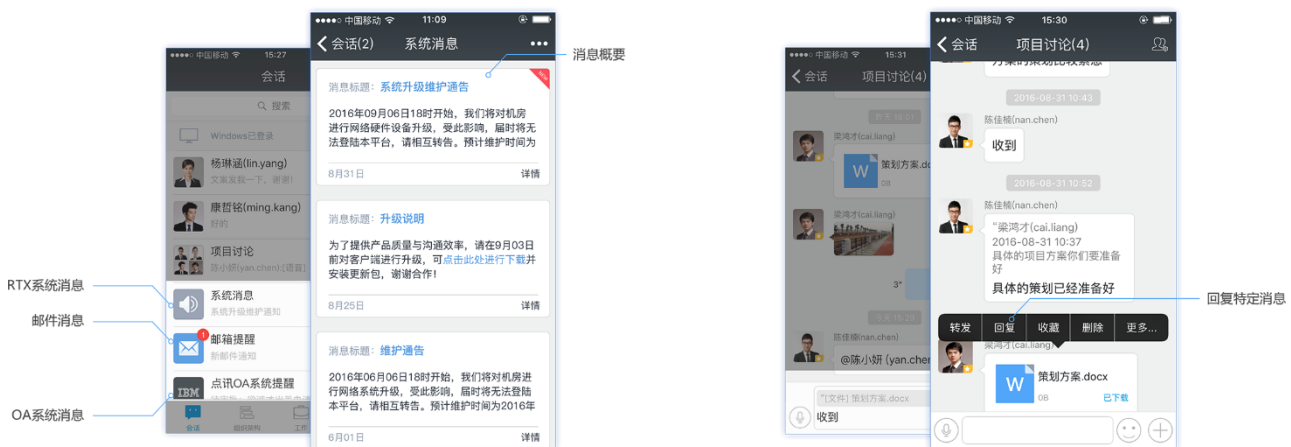 RTX系统消息
邮件消息
OA系统消息
中国移动
15:27
会话
搜索
Windows已登录
杨琳涵(lin.yang)
文案发我一下，谢谢！
康哲铭(ming.kang)
好的
项目讨论
陈小妍(yan.chen):[语音]
系统消息
系统升级维护通知
1
邮箱提醒
新邮件通知
IBM
点讯OA系统提醒
会话
组织架构
工作
中国移动
11:09
会话(2)
系统消息
消息概要
NEW
消息标题：系统升级维护通告
2016年09月06日18时开始，我们将对机房
进行网络硬件设备升级，受此影响，届时将无
法登陆本平台，请相互转告。预计维护时间为
8月31日
详情
消息标题：升级说明
为了提供产品质量与沟通效率，请在9月03日
前对客户端进行升级，可点击此处进行下载并
安装更新包，谢谢合作！
8月25日
详情
消息标题：维护通告
2016年06月06日18时开始，我们将对机房进
行网络系统升级，受此影响，届时将无法登陆
本平台，请相互转告。预计维护时间为2016年
6月01日
详情
中国移动
15:31
会话
项目讨论(4)
梁鸿才(cai.liang)
W
策划方案.do
0B
梁鸿才(cai.liang)
3"
今天 15:29
陈佳楠(nan.chen)
@陈小妍 (yan.chen
"[文件] 策划方案.docx
收到
中国移动
15:30
会话
项目讨论(4)
2016-08-31 10:43
陈佳楠(nan.chen)
收到
2016-08-31 10:52
陈佳楠(nan.chen)
"梁鸿才(cai.liang)
2016-08-31 10:37
具体的项目方案你们要准备
好
具体的策划已经准备好
回复特定消息
转发
回复
收藏
删除
更多...
梁鸿才(cai.liang)
W
策划方案.docx
0B
已下载